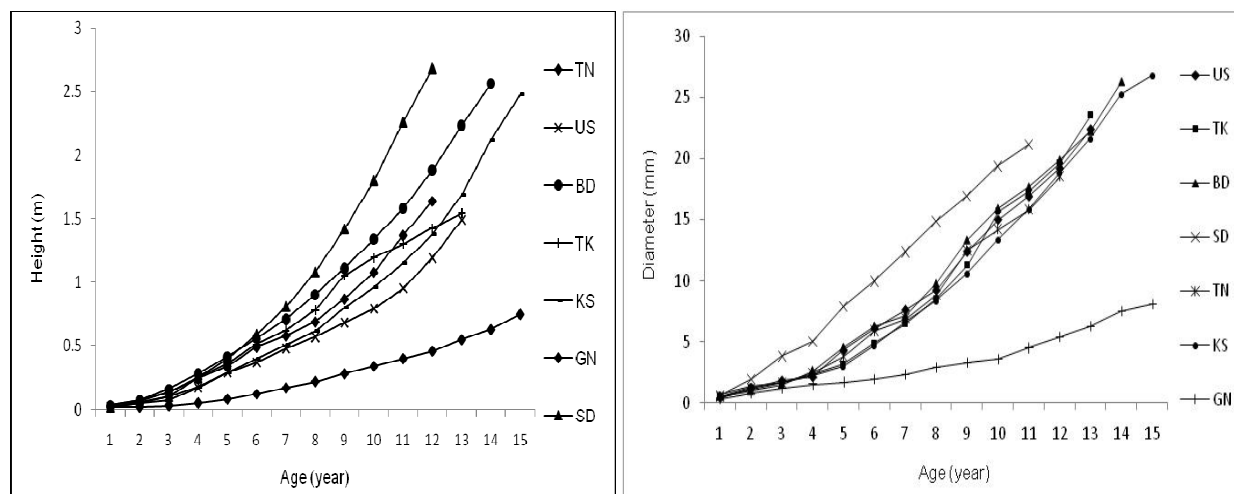 3
2.5
2
1.5
1
0.5
0
Height (m)
1 2 3 4 5 6 7 8 9 10 11 12 13 14 15
Age (year)
TN
US
BD
TK
KS
GN
SD
30
25
20
15
10
5
0
Diameter (mm)
1 2 3 4 5 6 7 8 9 10 11 12 13 14 15
Age (year)
US
TK
BD
SD
TN
KS
GN